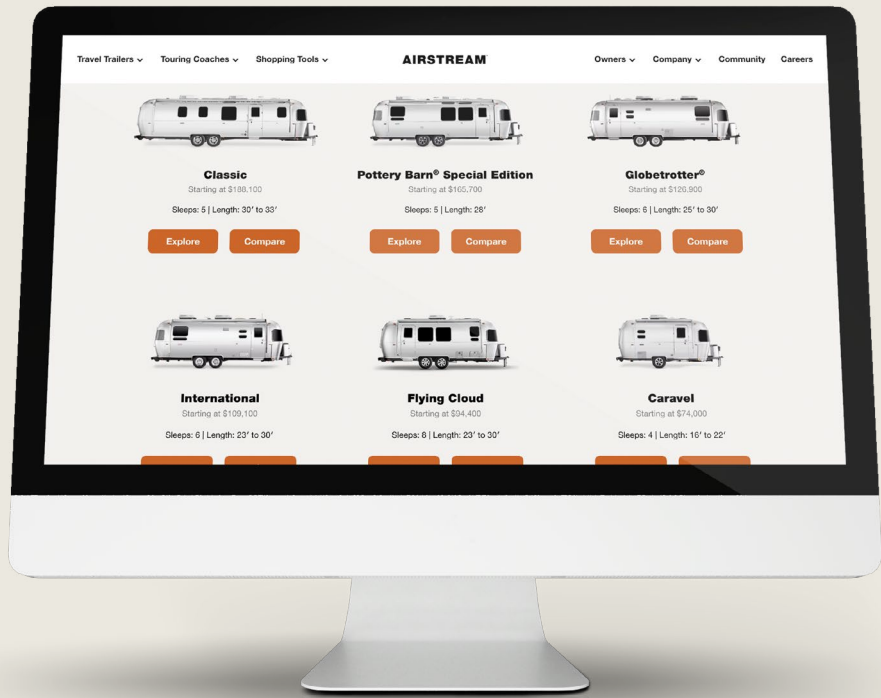 Travel Trailers Touring Coaches Shopping Tools AIRSTREAM Owners Company Community Careers
Classic
Starting at $188,100
Sleeps: 5 | Length: 30' to 33'
Explore Compare
Pottery Barn® Special Edition
Starting at $165,700
Sleeps: 5 | Length: 28'
Explore Compare
Globetrotter®
Starting at $126,900
Sleeps: 6 | Length: 25' to 30'
Explore Compare
International
Starting at $109,100
Sleeps: 6 | Length: 23' to 30'
Flying Cloud
Starting at $94,400
Sleeps: 8 | Length: 23' to 30'
Caravel
Starting at $74,000
Sleeps: 4 | Length: 16' to 22'